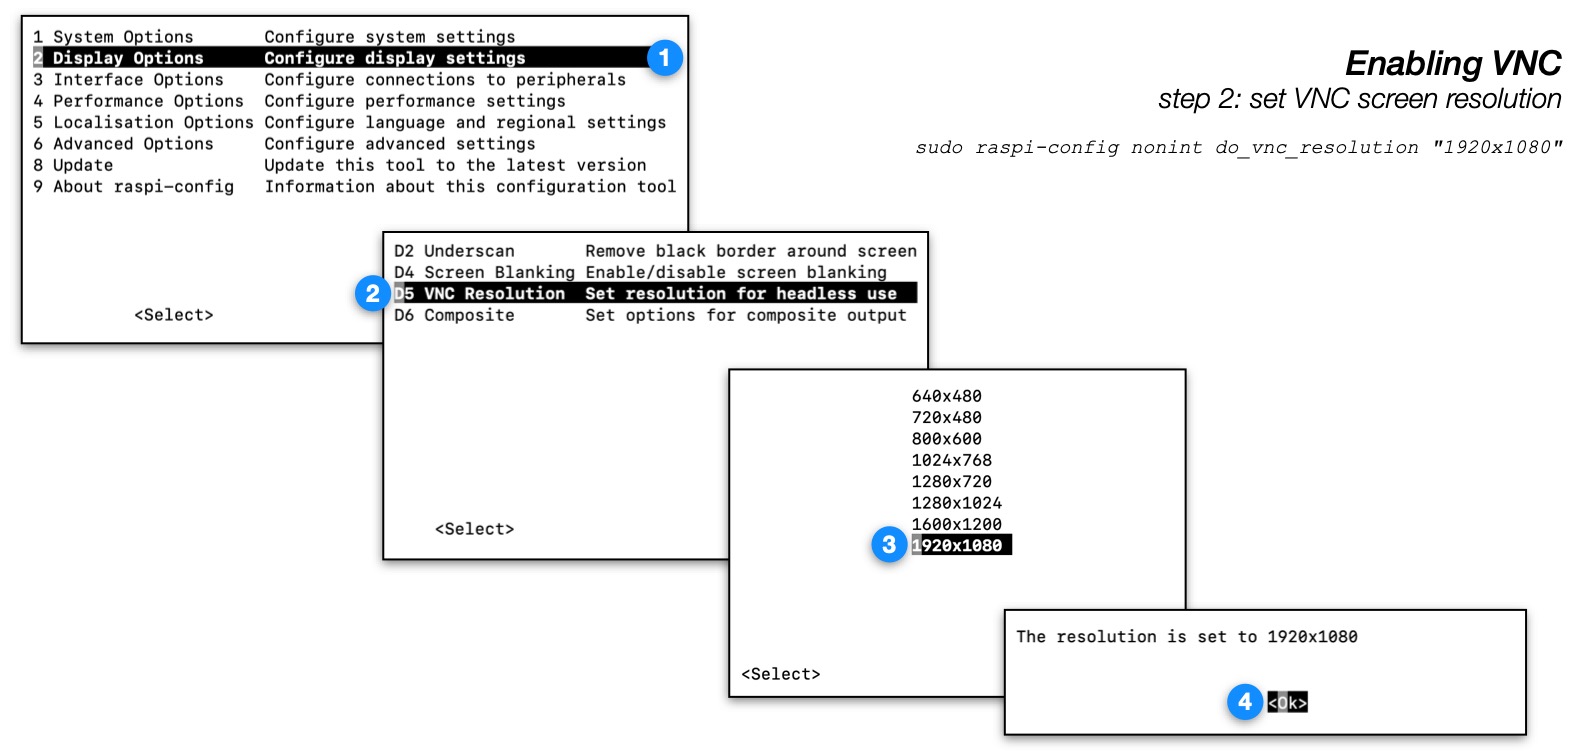 1 System Options Configure system settings
2 Display Options Configure display settings
1
3 Interface Options Configure connections to peripherals
4 Performance Options Configure performance settings
5 Localisation Options Configure language and regional settings
6 Advanced Options Configure advanced settings
8 Update Update this tool to the latest version
9 About raspi-config Information about this configuration tool
<Select>
Enabling VNC
step 2: set VNC screen resolution
sudo raspi-config nonint do_vnc_resolution "1920x1080"
D2 Underscan Remove black border around screen
D4 Screen Blanking Enable/disable screen blanking
2
D5 VNC Resolution Set resolution for headless use
D6 Composite Set options for composite output
<Select>
640x480
720x480
800x600
1024x768
1280x720
1280x1024
1600x1200
3
1920x1080
<Select>
The resolution is set to 1920x1080
4
<Ok>